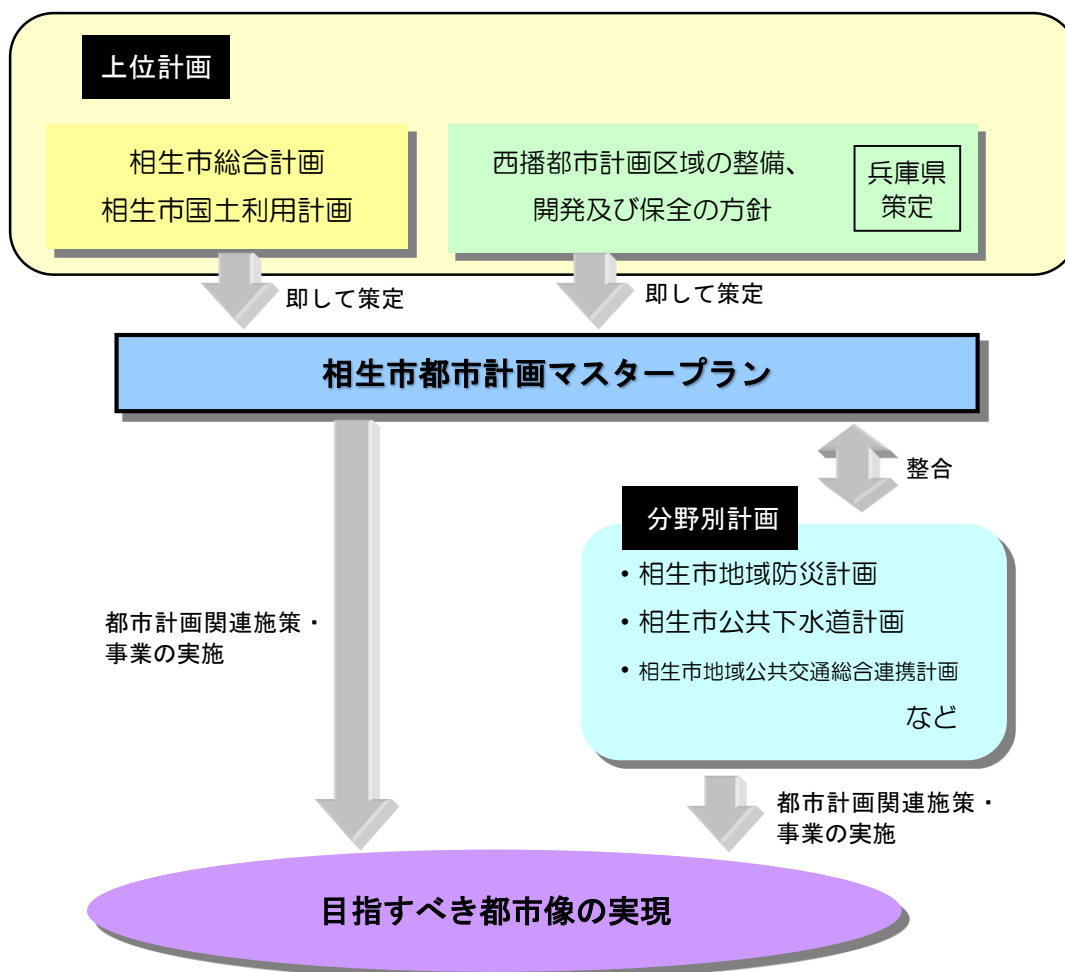 上位計画
相生市総合計画
相生市国土利用計画
西播都市計画区域の整備、
開発及び保全の方針
兵庫県
策定
即して策定
即して策定
相生市都市計画マスタープラン
整合
分野別計画
・相生市地域防災計画
・相生市公共下水道計画
・相生市地域公共交通総合連携計画
など
都市計画関連施策・
事業の実施
都市計画関連施策・
事業の実施
目指すべき都市像の実現